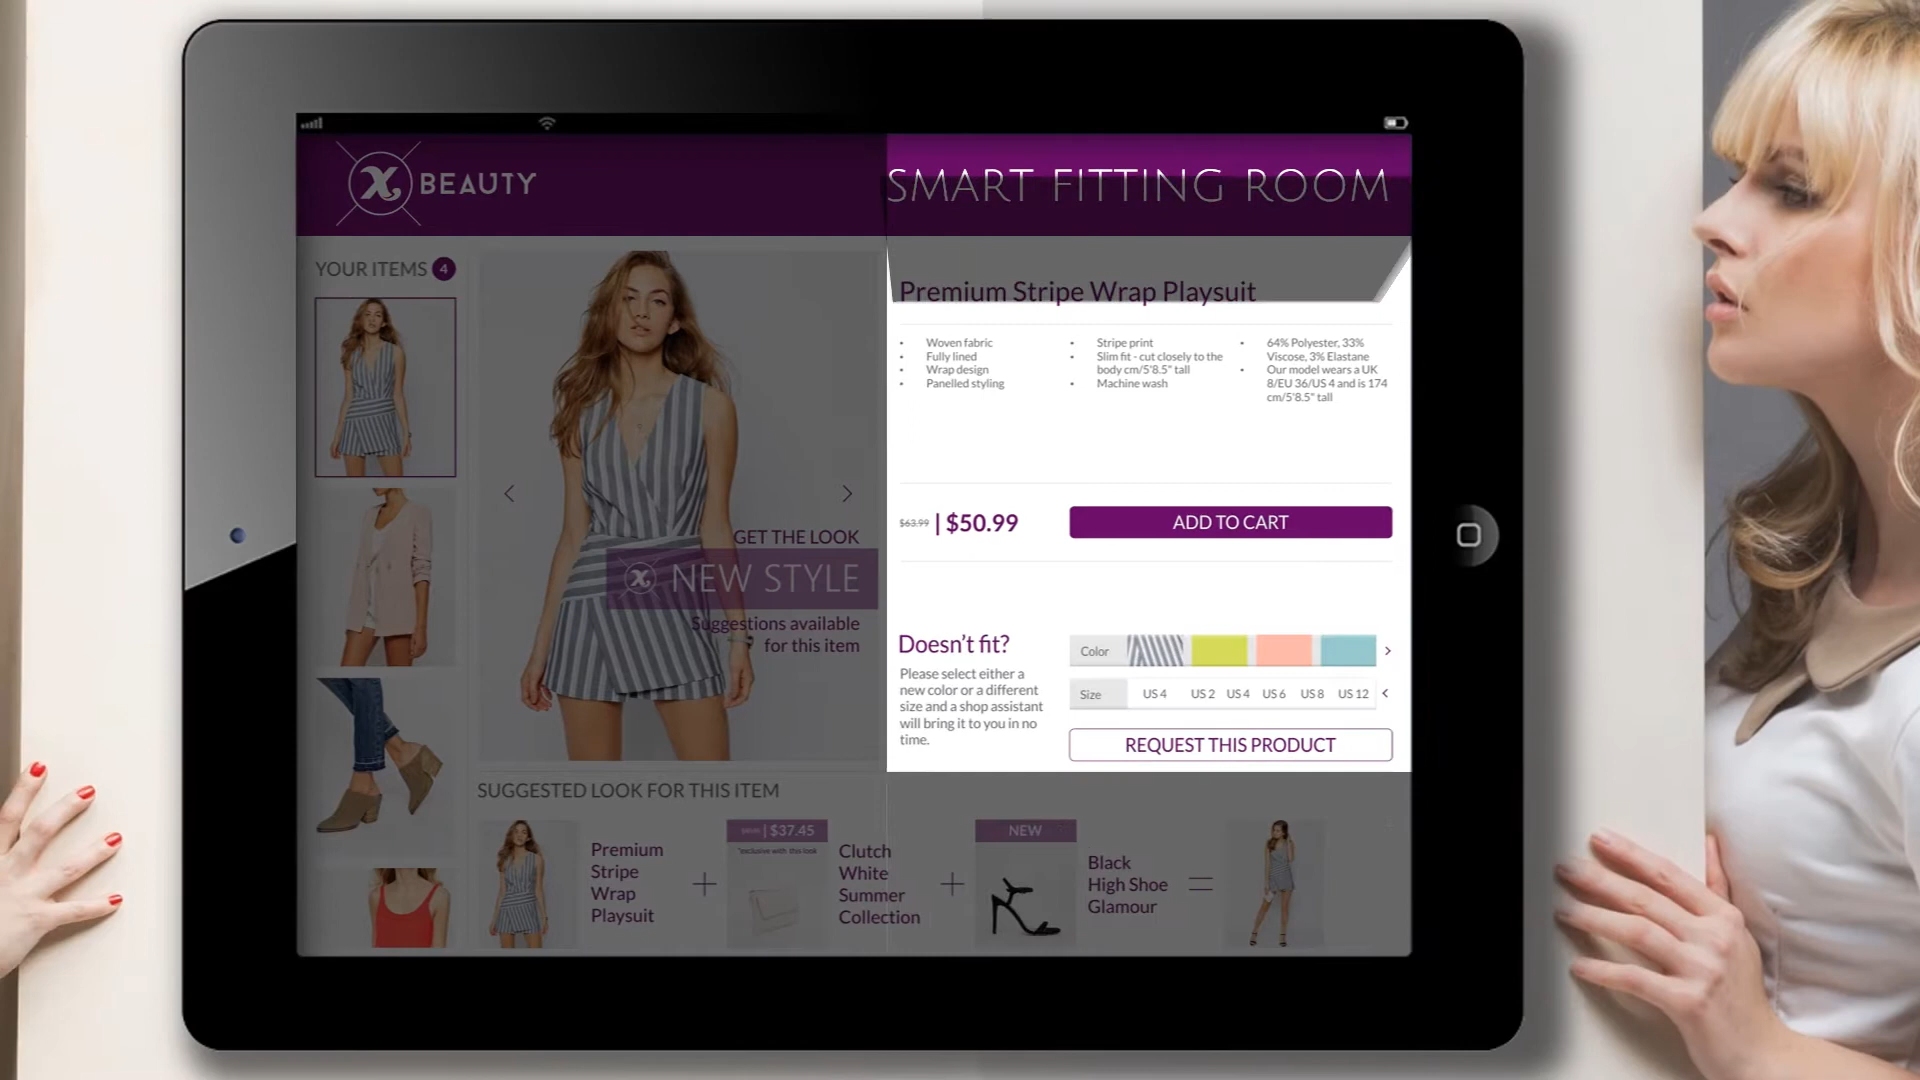 BEAUTY
SMART FITTING ROOM
YOUR ITEMS 4
Premium Stripe Wrap Playsuit
• Woven fabric
• Fully lined
• Wrap design
• Panelled styling
• Stripe print
• Slim fit - cut closely to the
body cm/5'8.5" tall
• Machine wash
• 64% Polyester, 33%
Viscose, 3% Elastane
• Our model wears a UK
8/EU 36/US 4 and is 174
cm/5'8.5" tall
$63.99 | $50.99
ADD TO CART
GET THE LOOK
NEW STYLE
Suggestions available
for this item
Doesn't fit?
Please select either a
new color or a different
size and a shop assistant
will bring it to you in no
time.
Color
Size US 4 US 2 US 4 US 6 US 8 US 12
REQUEST THIS PRODUCT
SUGGESTED LOOK FOR THIS ITEM
Premium
Stripe
Wrap
Playsuit
+
| $37.45
*exclusive with this look
Clutch
White
Summer
Collection
+
NEW
Black
High Shoe
Glamour
=